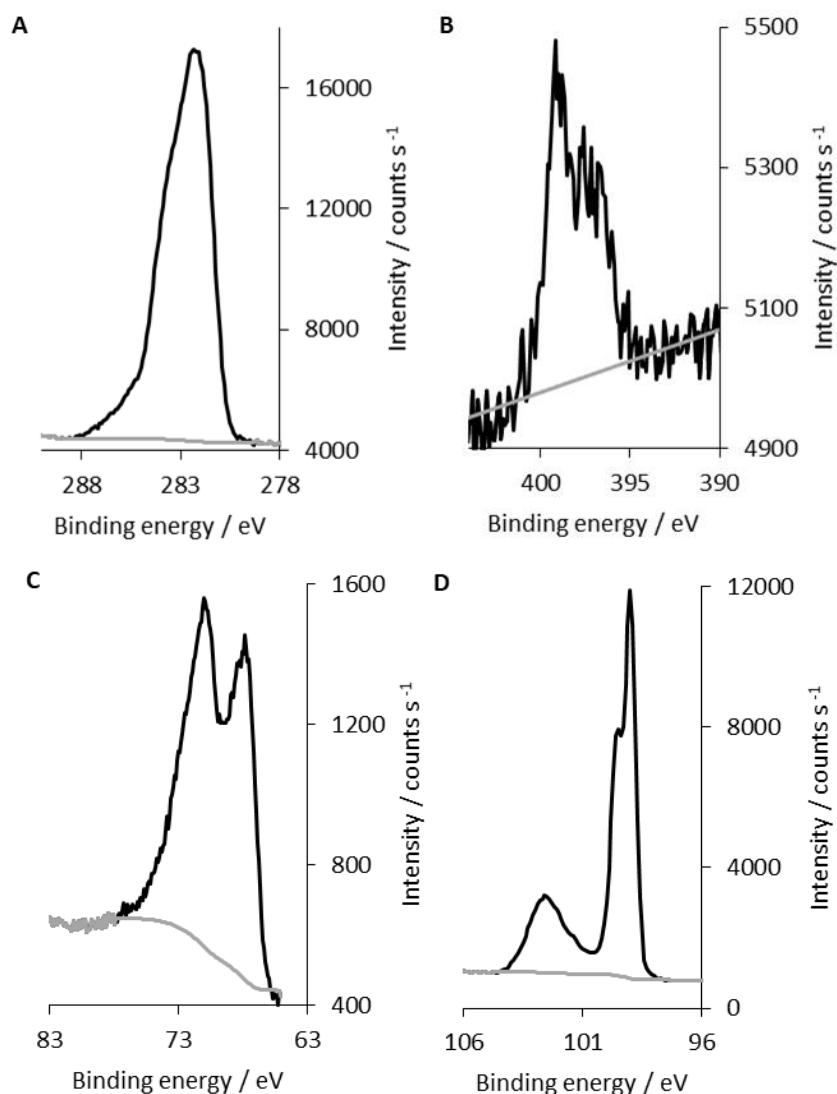 A
16000
12000
8000
4000
288
283
278
Binding energy / eV
Intensity / counts s⁻¹
B
5500
5300
5100
4900
400
395
390
Binding energy / eV
Intensity / counts s⁻¹
C
1600
1200
800
400
83
73
63
Binding energy / eV
Intensity / counts s⁻¹
D
12000
8000
4000
0
106
101
96
Binding energy / eV
Intensity / counts s⁻¹